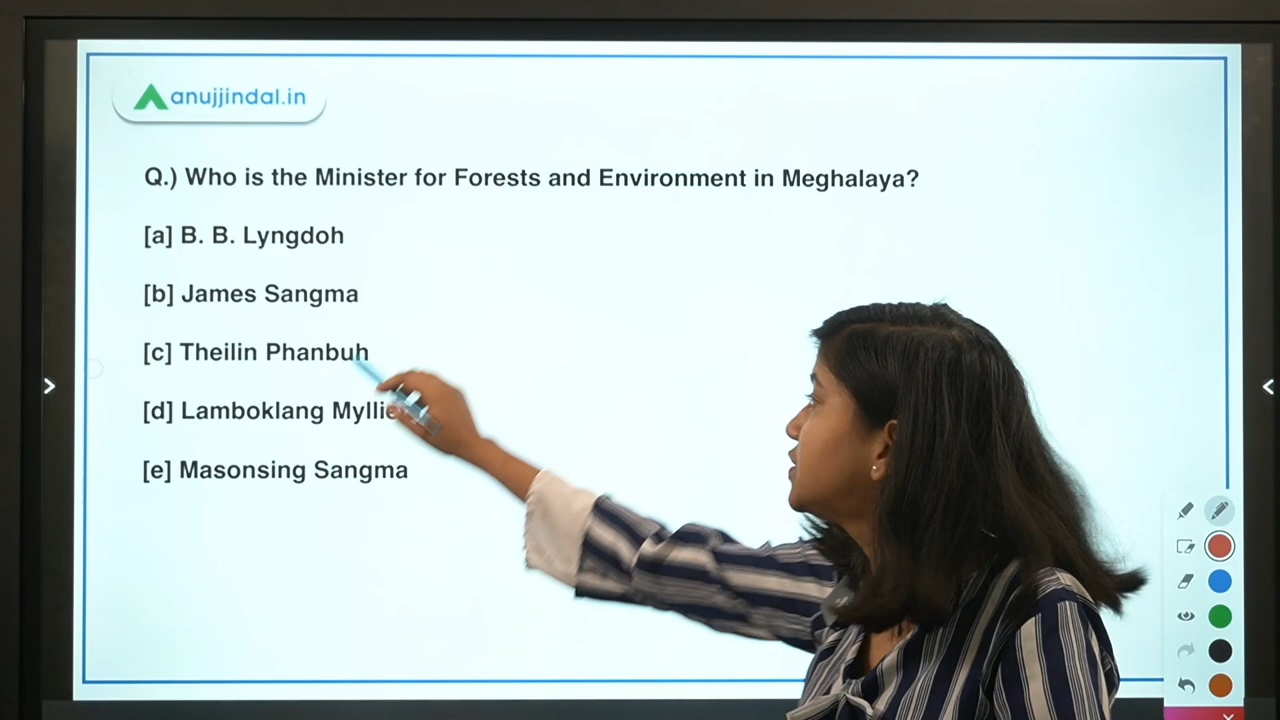 anujjindal.in
Q.) Who is the Minister for Forests and Environment in Meghalaya?
[a] B. B. Lyngdoh
[b] James Sangma
[c] Theilin Phanbuh
[d] Lamboklang
[e] Masonsing Sangma